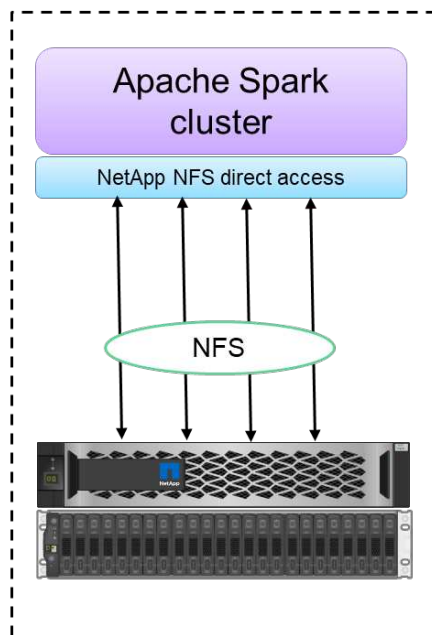 Apache Spark
cluster
NetApp NFS direct access
NFS
NetApp